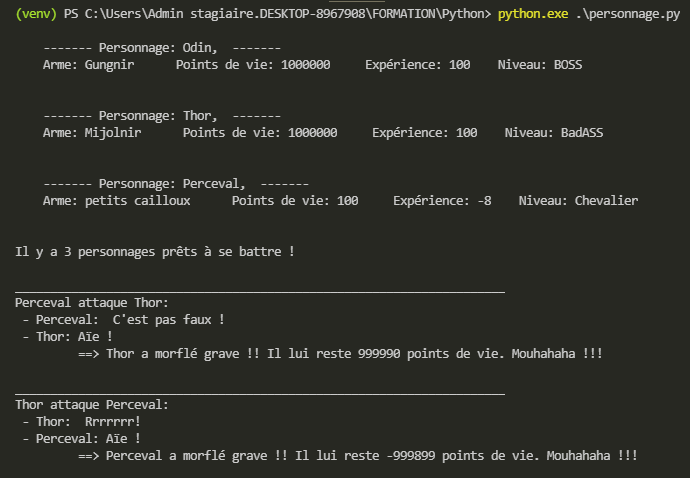 (venv) PS C:\Users\Admin stagiaire.DESKTOP-8967908\FORMATION\Python> python.exe .\personnage.py
------- Personnage: Odin,  -------
Arme: Gungnir      Points de vie: 1000000     Expérience: 100    Niveau: BOSS
------- Personnage: Thor,  -------
Arme: Mijolnir      Points de vie: 1000000     Expérience: 100    Niveau: BadASS
------- Personnage: Perceval,  -------
Arme: petits cailloux      Points de vie: 100     Expérience: -8    Niveau: Chevalier
Il y a 3 personnages prêts à se battre !
______________________________________________________________________
Perceval attaque Thor:
- Perceval:  C'est pas faux !
- Thor: Aïe !
==> Thor a morflé grave !! Il lui reste 999990 points de vie. Mouhahaha !!!
______________________________________________________________________
Thor attaque Perceval:
- Thor:  Rrrrrrr!
- Perceval: Aïe !
==> Perceval a morflé grave !! Il lui reste -999899 points de vie. Mouhahaha !!!